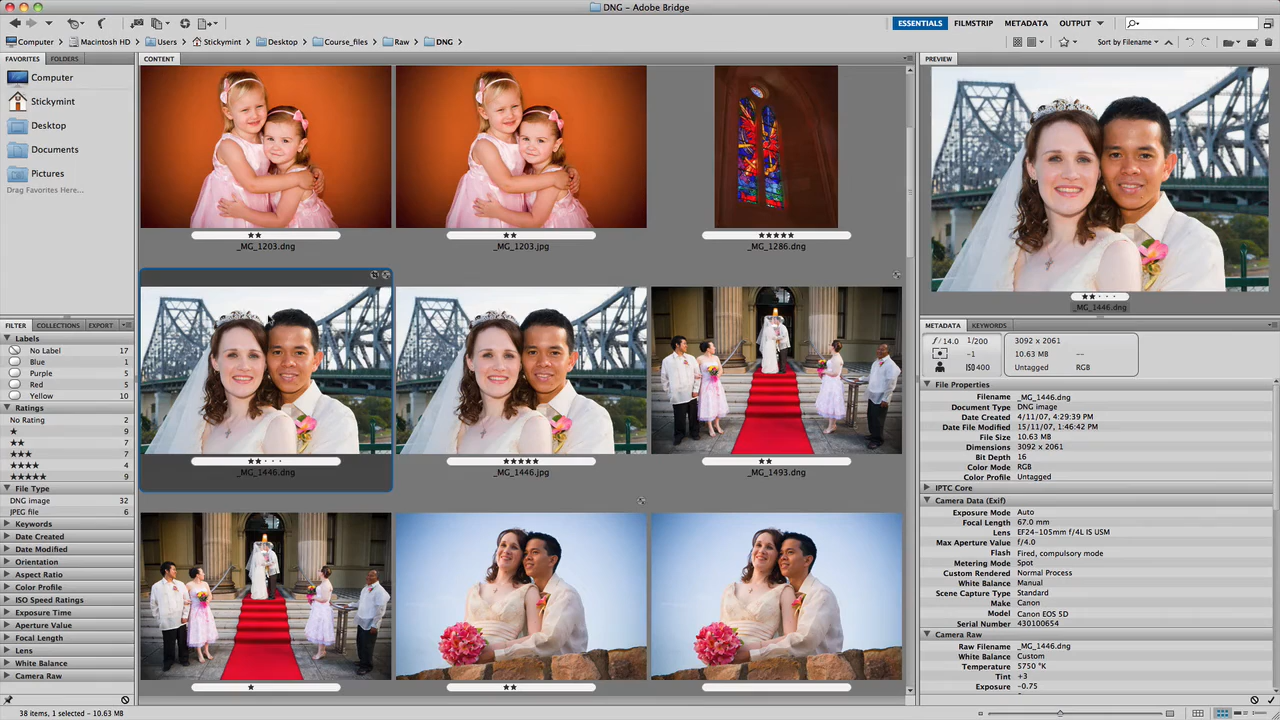 DNG – Adobe Bridge
ESSENTIALS FILMSTRIP METADATA OUTPUT
Computer Macintosh HD Users Stickymint Desktop Course_files Raw DNG
Sort by Filename
FAVORITES FOLDERS
Computer
Stickymint
Desktop
Documents
Pictures
Drag Favorites Here...
FILTER COLLECTIONS EXPORT
Labels
No Label 17
Blue 1
Purple 5
Red 5
Yellow 10
Ratings
No Rating 2
★ 9
★★ 7
★★★ 7
★★★★ 4
★★★★★ 9
File Type
DNG image 32
JPEG file 6
Keywords
Date Created
Date Modified
Orientation
Aspect Ratio
Color Profile
ISO Speed Ratings
Exposure Time
Aperture Value
Focal Length
Lens
White Balance
Camera Raw
38 items, 1 selected – 10.63 MB
CONTENT
_MG_1203.dng
_MG_1203.jpg
_MG_1286.dng
_MG_1446.dng
_MG_1446.jpg
_MG_1493.dng
PREVIEW
_MG_1446.dng
METADATA KEYWORDS
f/14.0 1/200
-1
ISO400
3092 x 2061
10.63 MB --
Untagged RGB
File Properties
Filename _MG_1446.dng
Document Type DNG image
Date Created 4/11/07, 4:29:39 PM
Date File Modified 15/11/07, 1:46:42 PM
File Size 10.63 MB
Dimensions 3092 x 2061
Bit Depth 16
Color Mode RGB
Color Profile Untagged
IPTC Core
Camera Data (Exif)
Exposure Mode Auto
Focal Length 67.0 mm
Lens EF24-105mm f/4L IS USM
Max Aperture Value f/4.0
Flash Fired, compulsory mode
Metering Mode Spot
Custom Rendered Normal Process
White Balance Manual
Scene Capture Type Standard
Make Canon
Model Canon EOS 5D
Serial Number 430100654
Camera Raw
Raw Filename _MG_1446.dng
White Balance Custom
Temperature 5750 °K
Tint +3
Exposure -0.75